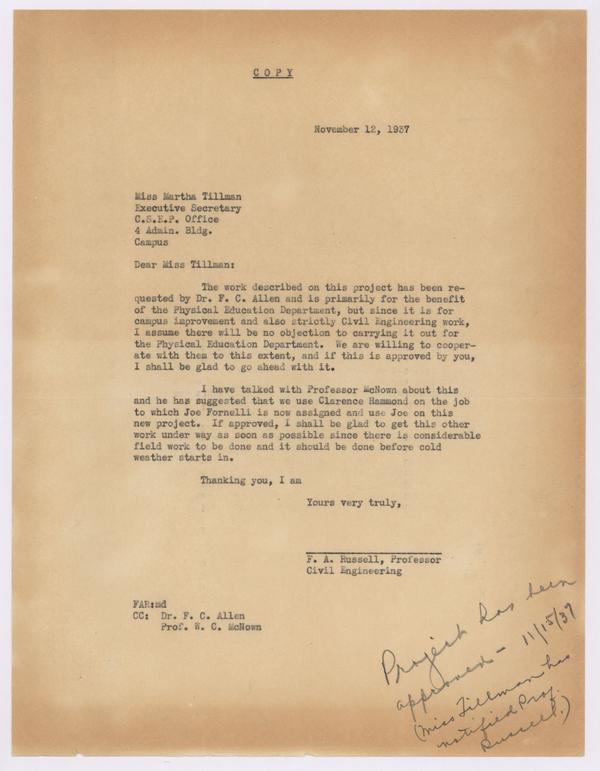 COPY
November 12, 1937
Miss Martha Tillman
Executive Secretary
C.S.E.P. Office
4 Admin. Bldg.
Campus
Dear Miss Tillman:
The work described on this project has been re-
quested by Dr. F. C. Allen and is primarily for the benefit
of the Physical Education Department, but since it is for
campus improvement and also strictly Civil Engineering work,
I assume there will be no objection to carrying it out for
the Physical Education Department. We are willing to cooper-
ate with them to this extent, and if this is approved by you,
I shall be glad to go ahead with it.
I have talked with Professor McNown about this
and he has suggested that we use Clarence Hammond on the job
to which Joe Fornelli is now assigned and use Joe on this
new project. If approved, I shall be glad to get this other
work under way as soon as possible since there is considerable
field work to be done and it should be done before cold
weather starts in.
Thanking you, I am
Yours very truly,
F. A. Russell, Professor
Civil Engineering
FAR:md
CC: Dr. F. C. Allen
Prof. W. C. McNown
Project has been
approved - 11/15/37
(Miss Tillman has
notified Prof.
Russell.)